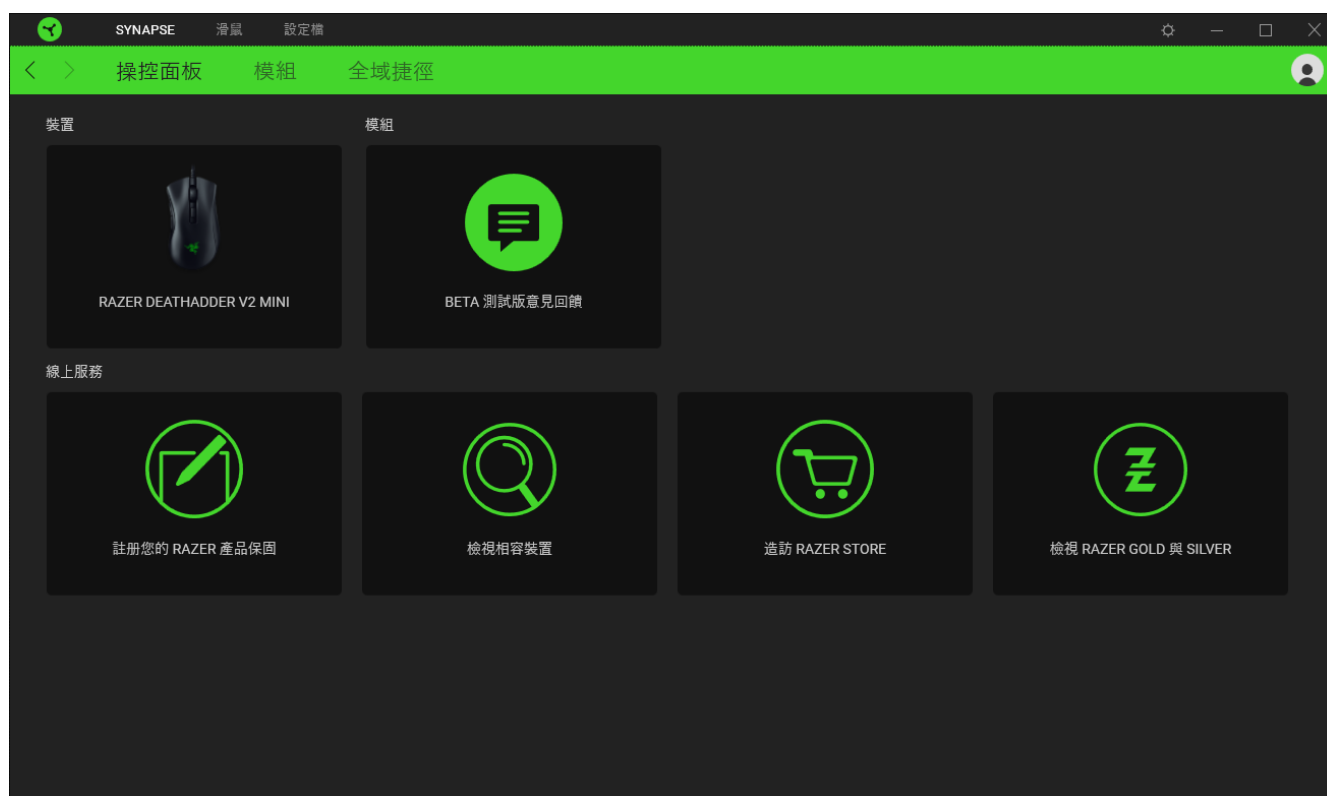 SYNAPSE 滑鼠 設定檔
操控面板 模組 全域捷徑
裝置 模組
RAZER DEATHADDER V2 MINI BETA 測試版意見回饋
線上服務
註册您的 RAZER 產品保固 檢視相容裝置 造訪 RAZER STORE 檢視 RAZER GOLD 與 SILVER